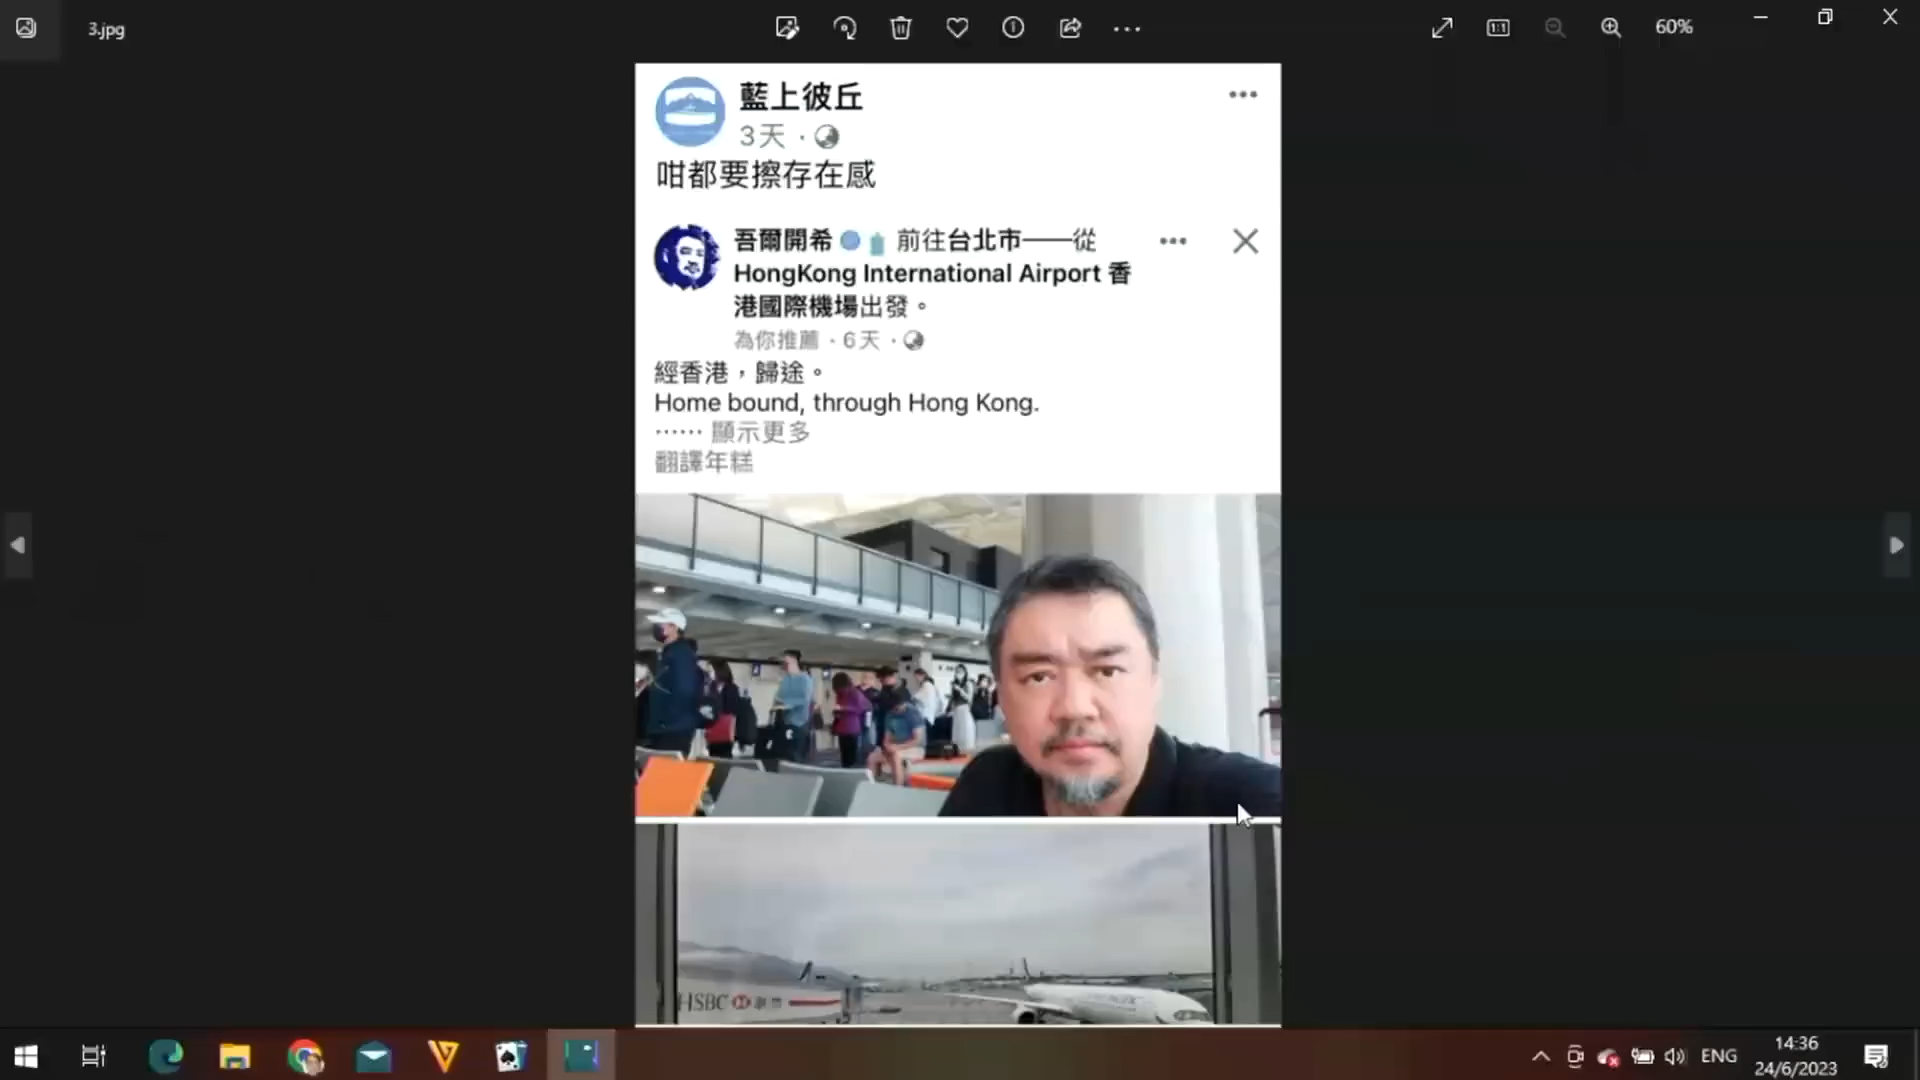 3.jpg
60%
藍上彼丘
3天
咁都要擦存在感
吾爾開希 前往台北市——從
HongKong International Airport 香
港國際機場出發。
為你推薦 · 6天
經香港，歸途。
Home bound, through Hong Kong.
⋯⋯ 顯示更多
翻譯年糕
HSBC
ENG
14:36
24/6/2023